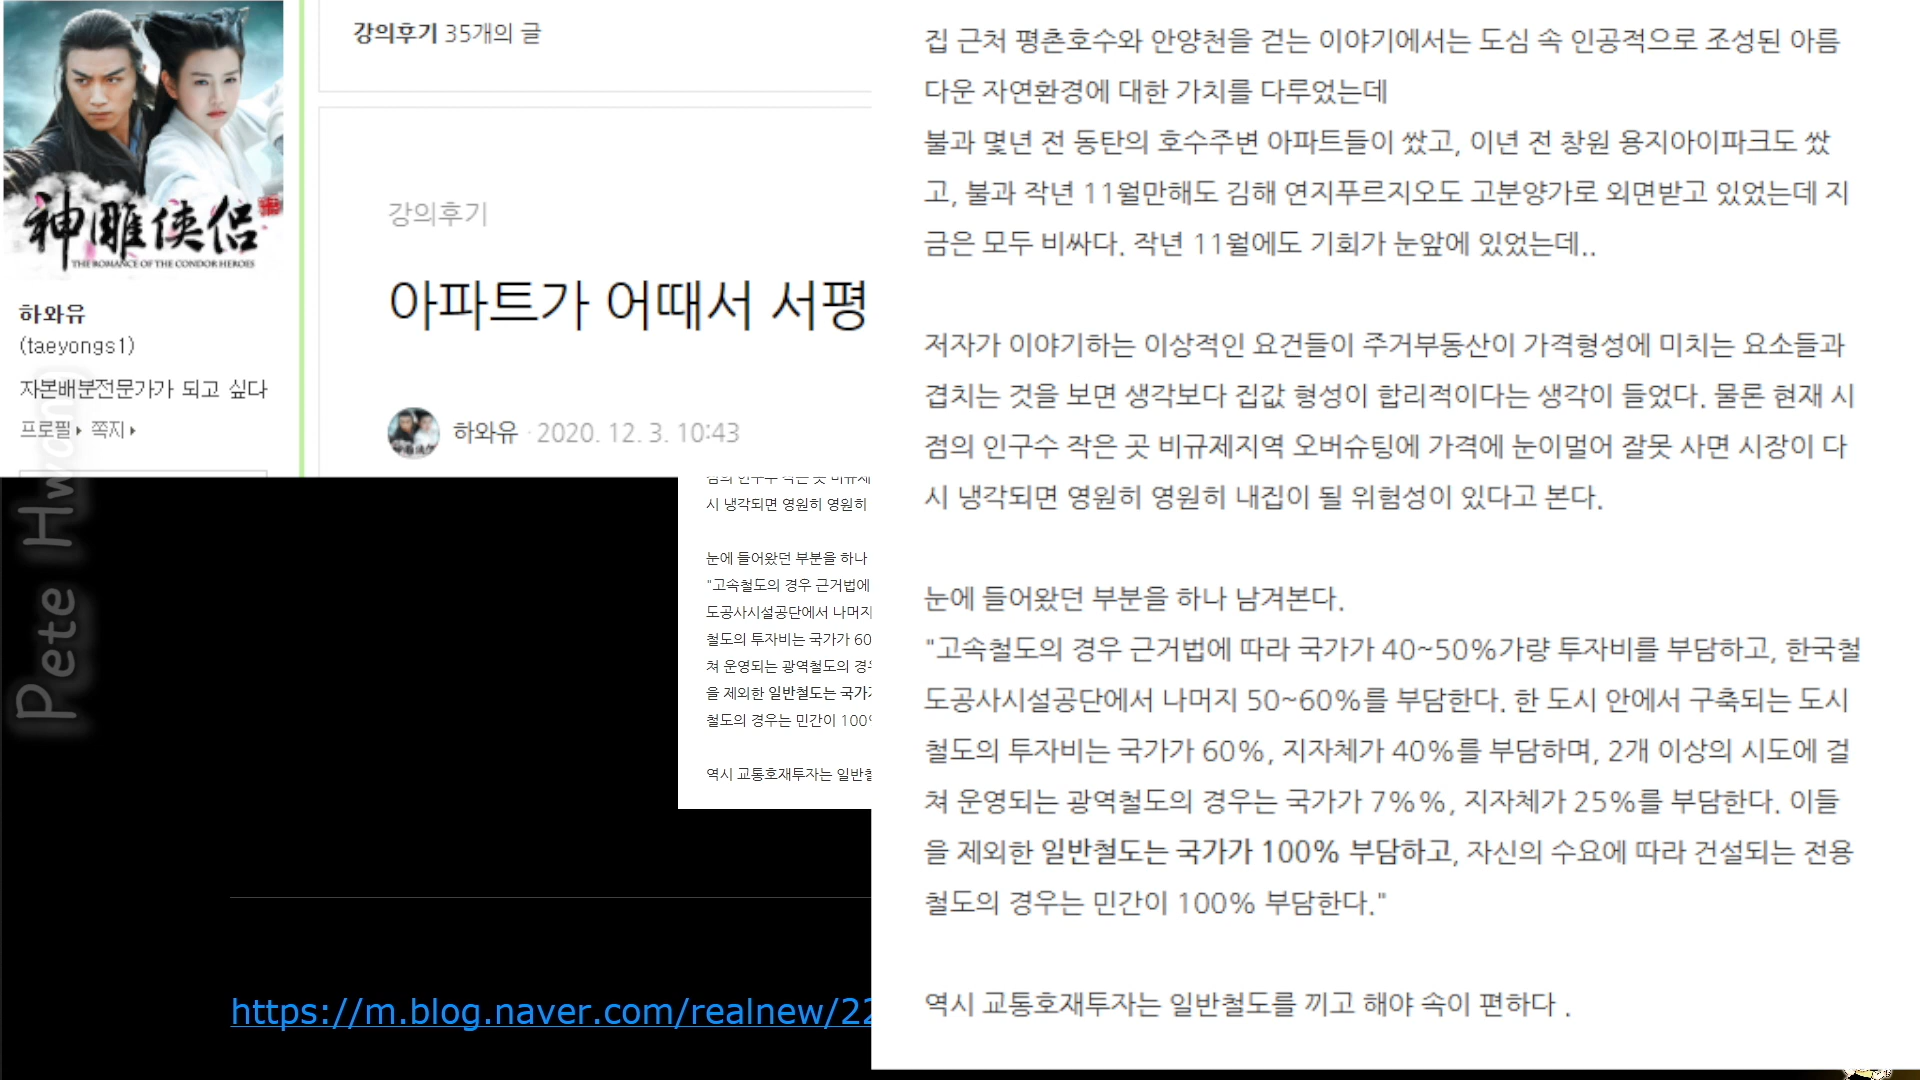 神雕侠侣
THE ROMANCE OF THE CONDOR HEROES
하와유
(taeyongs1)
자본배분전문가가 되고 싶다
프로필 쪽지
Pete Hwang
강의후기 35개의 글
강의후기
아파트가 어때서 서평
하와유 · 2020. 12. 3. 10:43
시 냉각되면 영원히 영원히
눈에 들어왔던 부분을 하나
"고속철도의 경우 근거법에
도공사시설공단에서 나머지
철도의 투자비는 국가가 60
쳐 운영되는 광역철도의 경우
을 제외한 일반철도는 국가가
철도의 경우는 민간이 100%
역시 교통호재투자는 일반철
https://m.blog.naver.com/realnew/22
집 근처 평촌호수와 안양천을 걷는 이야기에서는 도심 속 인공적으로 조성된 아름
다운 자연환경에 대한 가치를 다루었는데
불과 몇년 전 동탄의 호수주변 아파트들이 쌌고, 이년 전 창원 용지아이파크도 쌌
고, 불과 작년 11월만해도 김해 연지푸르지오도 고분양가로 외면받고 있었는데 지
금은 모두 비싸다. 작년 11월에도 기회가 눈앞에 있었는데..
저자가 이야기하는 이상적인 요건들이 주거부동산이 가격형성에 미치는 요소들과
겹치는 것을 보면 생각보다 집값 형성이 합리적이다는 생각이 들었다. 물론 현재 시
점의 인구수 작은 곳 비규제지역 오버슈팅에 가격에 눈이멀어 잘못 사면 시장이 다
시 냉각되면 영원히 영원히 내집이 될 위험성이 있다고 본다.
눈에 들어왔던 부분을 하나 남겨본다.
"고속철도의 경우 근거법에 따라 국가가 40~50%가량 투자비를 부담하고, 한국철
도공사시설공단에서 나머지 50~60%를 부담한다. 한 도시 안에서 구축되는 도시
철도의 투자비는 국가가 60%, 지자체가 40%를 부담하며, 2개 이상의 시도에 걸
쳐 운영되는 광역철도의 경우는 국가가 7%%, 지자체가 25%를 부담한다. 이들
을 제외한 일반철도는 국가가 100% 부담하고, 자신의 수요에 따라 건설되는 전용
철도의 경우는 민간이 100% 부담한다."
역시 교통호재투자는 일반철도를 끼고 해야 속이 편하다 .